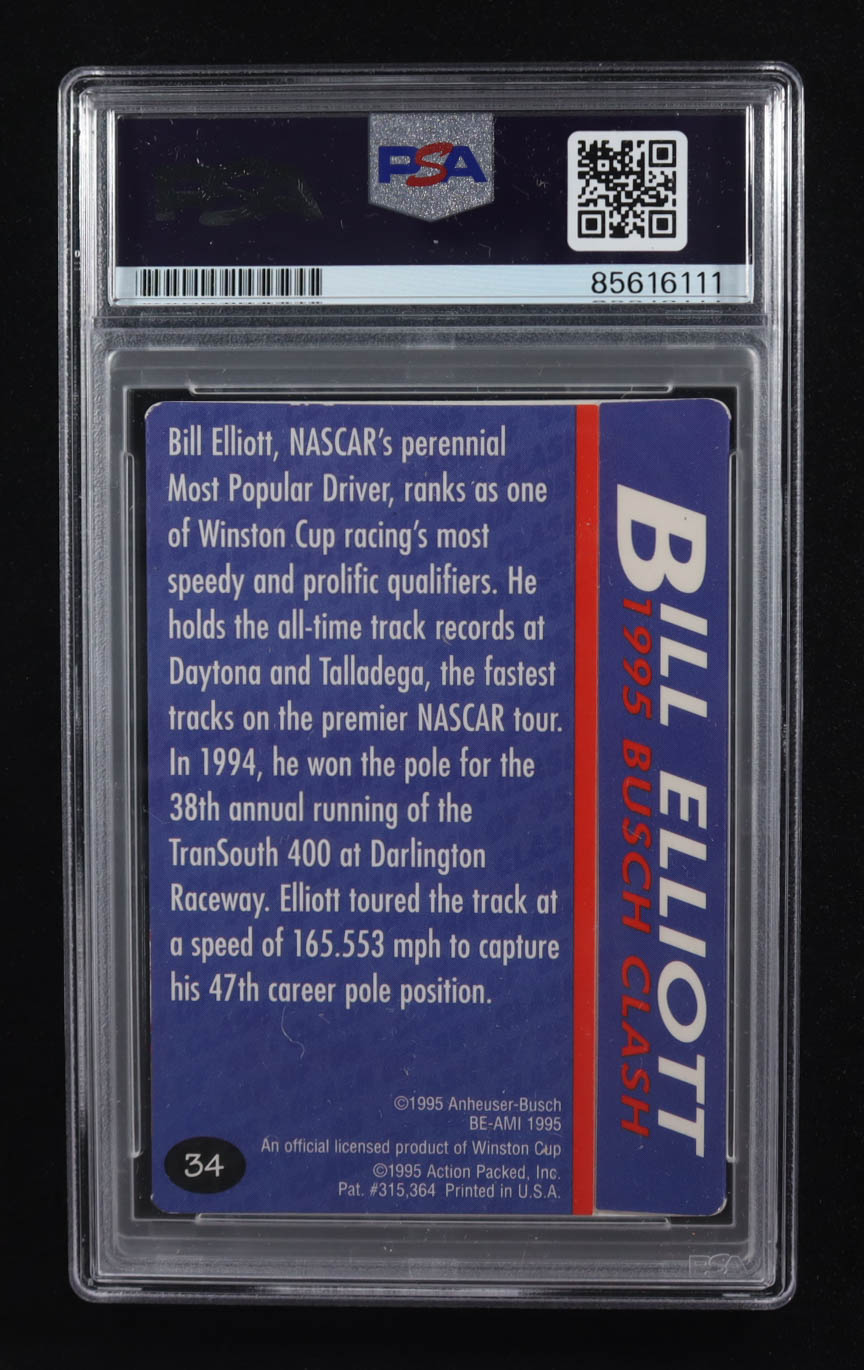 PSA
PSA
85616111
Bill Elliott, NASCAR's perennial
Most Popular Driver, ranks as one
of Winston Cup racing's most
speedy and prolific qualifiers. He
holds the all-time track records at
Daytona and Talladega, the fastest
tracks on the premier NASCAR tour.
In 1994, he won the pole for the
38th annual running of the
TranSouth 400 at Darlington
Raceway. Elliott toured the track at
a speed of 165.553 mph to capture
his 47th career pole position.
©1995 Anheuser-Busch
BE-AMI 1995
An official licensed product of Winston Cup
©1995 Action Packed, Inc.
Pat. #315,364 Printed in U.S.A.
34
BILL ELLIOTT
1995 BUSCH CLASH
PSA